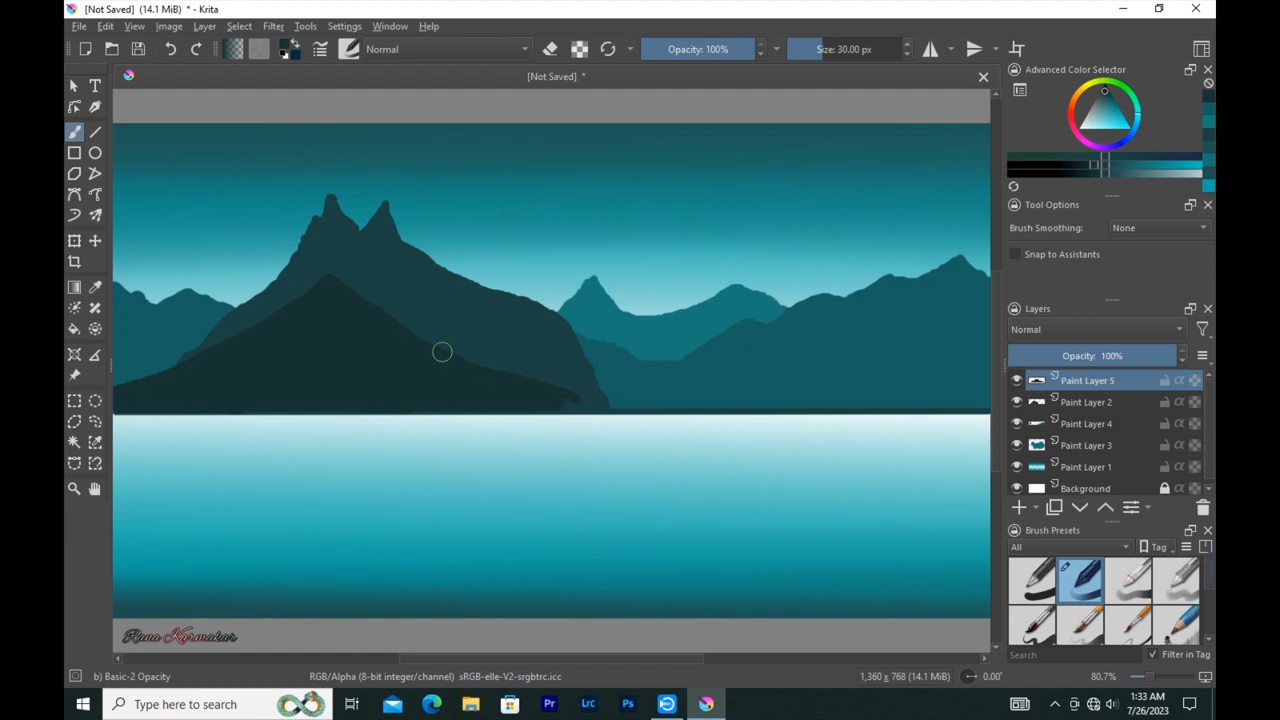 [Not Saved] (14.1 MiB) * - Krita
File Edit View Image Layer Select Filter Tools Settings Window Help
Normal
Opacity: 100%
Size: 30.00 px
[Not Saved] *
Advanced Color Selector
Tool Options
Brush Smoothing: None
Snap to Assistants
Layers
Normal
Opacity: 100%
Paint Layer 5
Paint Layer 2
Paint Layer 4
Paint Layer 3
Paint Layer 1
Background
Brush Presets
All
Tag
Search
Filter in Tag
Rana Karmakar
b) Basic-2 Opacity
RGB/Alpha (8-bit integer/channel) sRGB-elle-V2-srgbtrc.icc
1,360 x 768 (14.1 MiB)
0.00°
80.7%
Type here to search
Pr
Lrc
Ps
1:33 AM
7/26/2023